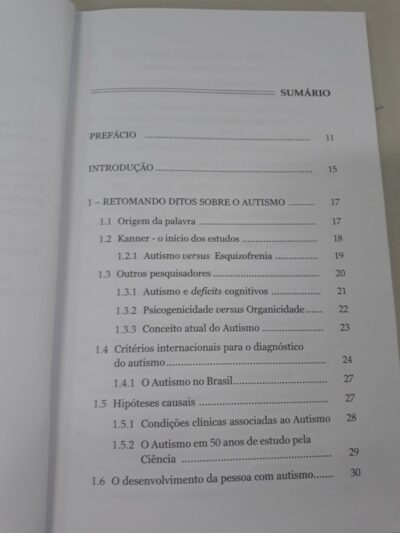 SUMÁRIO
PREFÁCIO ........................................................ 11
INTRODUÇÃO .................................................... 15
1 – RETOMANDO DITOS SOBRE O AUTISMO .......... 17
1.1 Origem da palavra ........................................ 17
1.2 Kanner - o início dos estudos .......................... 18
1.2.1 Autismo versus Esquizofrenia .................. 19
1.3 Outros pesquisadores .................................... 20
1.3.1 Autismo e deficits cognitivos .................... 21
1.3.2 Psicogenicidade versus Organicidade ...... 22
1.3.3 Conceito atual do Autismo ....................... 23
1.4 Critérios internacionais para o diagnóstico
do autismo ................................................... 24
1.4.1 O Autismo no Brasil ................................ 27
1.5 Hipóteses causais ......................................... 27
1.5.1 Condições clínicas associadas ao Autismo 28
1.5.2 O Autismo em 50 anos de estudo pela
Ciência .................................................. 29
1.6 O desenvolvimento da pessoa com autismo....... 30